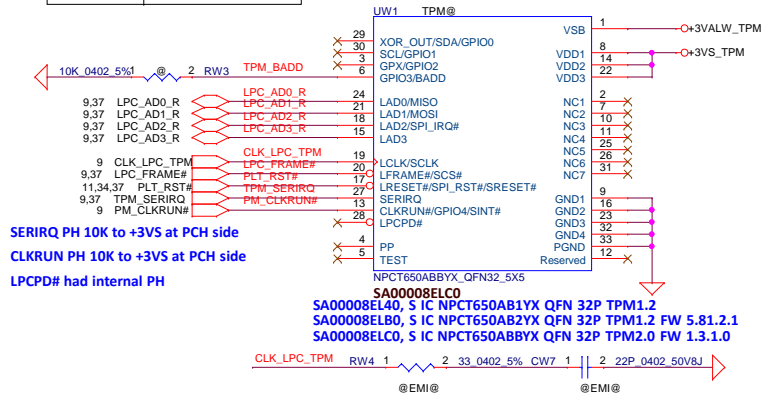 UW1 TPM@
29 XOR_OUT/SDA/GPIO0
30 SCL/GPIO1
3 GPX/GPIO2
6 GPIO3/BADD
10K_0402_5% 1 @ 2 RW3 TPM_BADD
9,37 LPC_AD0_R LPC_AD0_R 24 LAD0/MISO
9,37 LPC_AD1_R LPC_AD1_R 21 LAD1/MOSI
9,37 LPC_AD2_R LPC_AD2_R 18 LAD2/SPI_IRQ#
9,37 LPC_AD3_R LPC_AD3_R 15 LAD3
9 CLK_LPC_TPM CLK_LPC_TPM 19 LCLK/SCLK
9,37 LPC_FRAME# LPC_FRAME# 20 LFRAME#/SCS#
11,34,37 PLT_RST# PLT_RST# 17 LRESET#/SPI_RST#/SRESET#
9,37 TPM_SERIRQ TPM_SERIRQ 27 SERIRQ
9 PM_CLKRUN# PM_CLKRUN# 13 CLKRUN#/GPIO4/SINT#
28 LPCPD#
4 PP
5 TEST
VSB 1 +3VALW_TPM
VDD1 8 +3VS_TPM
VDD2 14
VDD3 22
NC1 2
NC2 7
NC3 10
NC4 11
NC5 25
NC6 26
NC7 31
GND1 9
GND2 16
GND3 23
GND4 32
PGND 33
Reserved 12
SERIRQ PH 10K to +3VS at PCH side
CLKRUN PH 10K to +3VS at PCH side
LPCPD# had internal PH
NPCT650ABBYX_QFN32_5X5
SA00008ELC0
SA00008EL40, S IC NPCT650AB1YX QFN 32P TPM1.2
SA00008ELB0, S IC NPCT650AB2YX QFN 32P TPM1.2 FW 5.81.2.1
SA00008ELC0, S IC NPCT650ABBYX QFN 32P TPM2.0 FW 1.3.1.0
CLK_LPC_TPM RW4 1 2 33_0402_5% CW7 1 2 22P_0402_50V8J
@EMI@ @EMI@